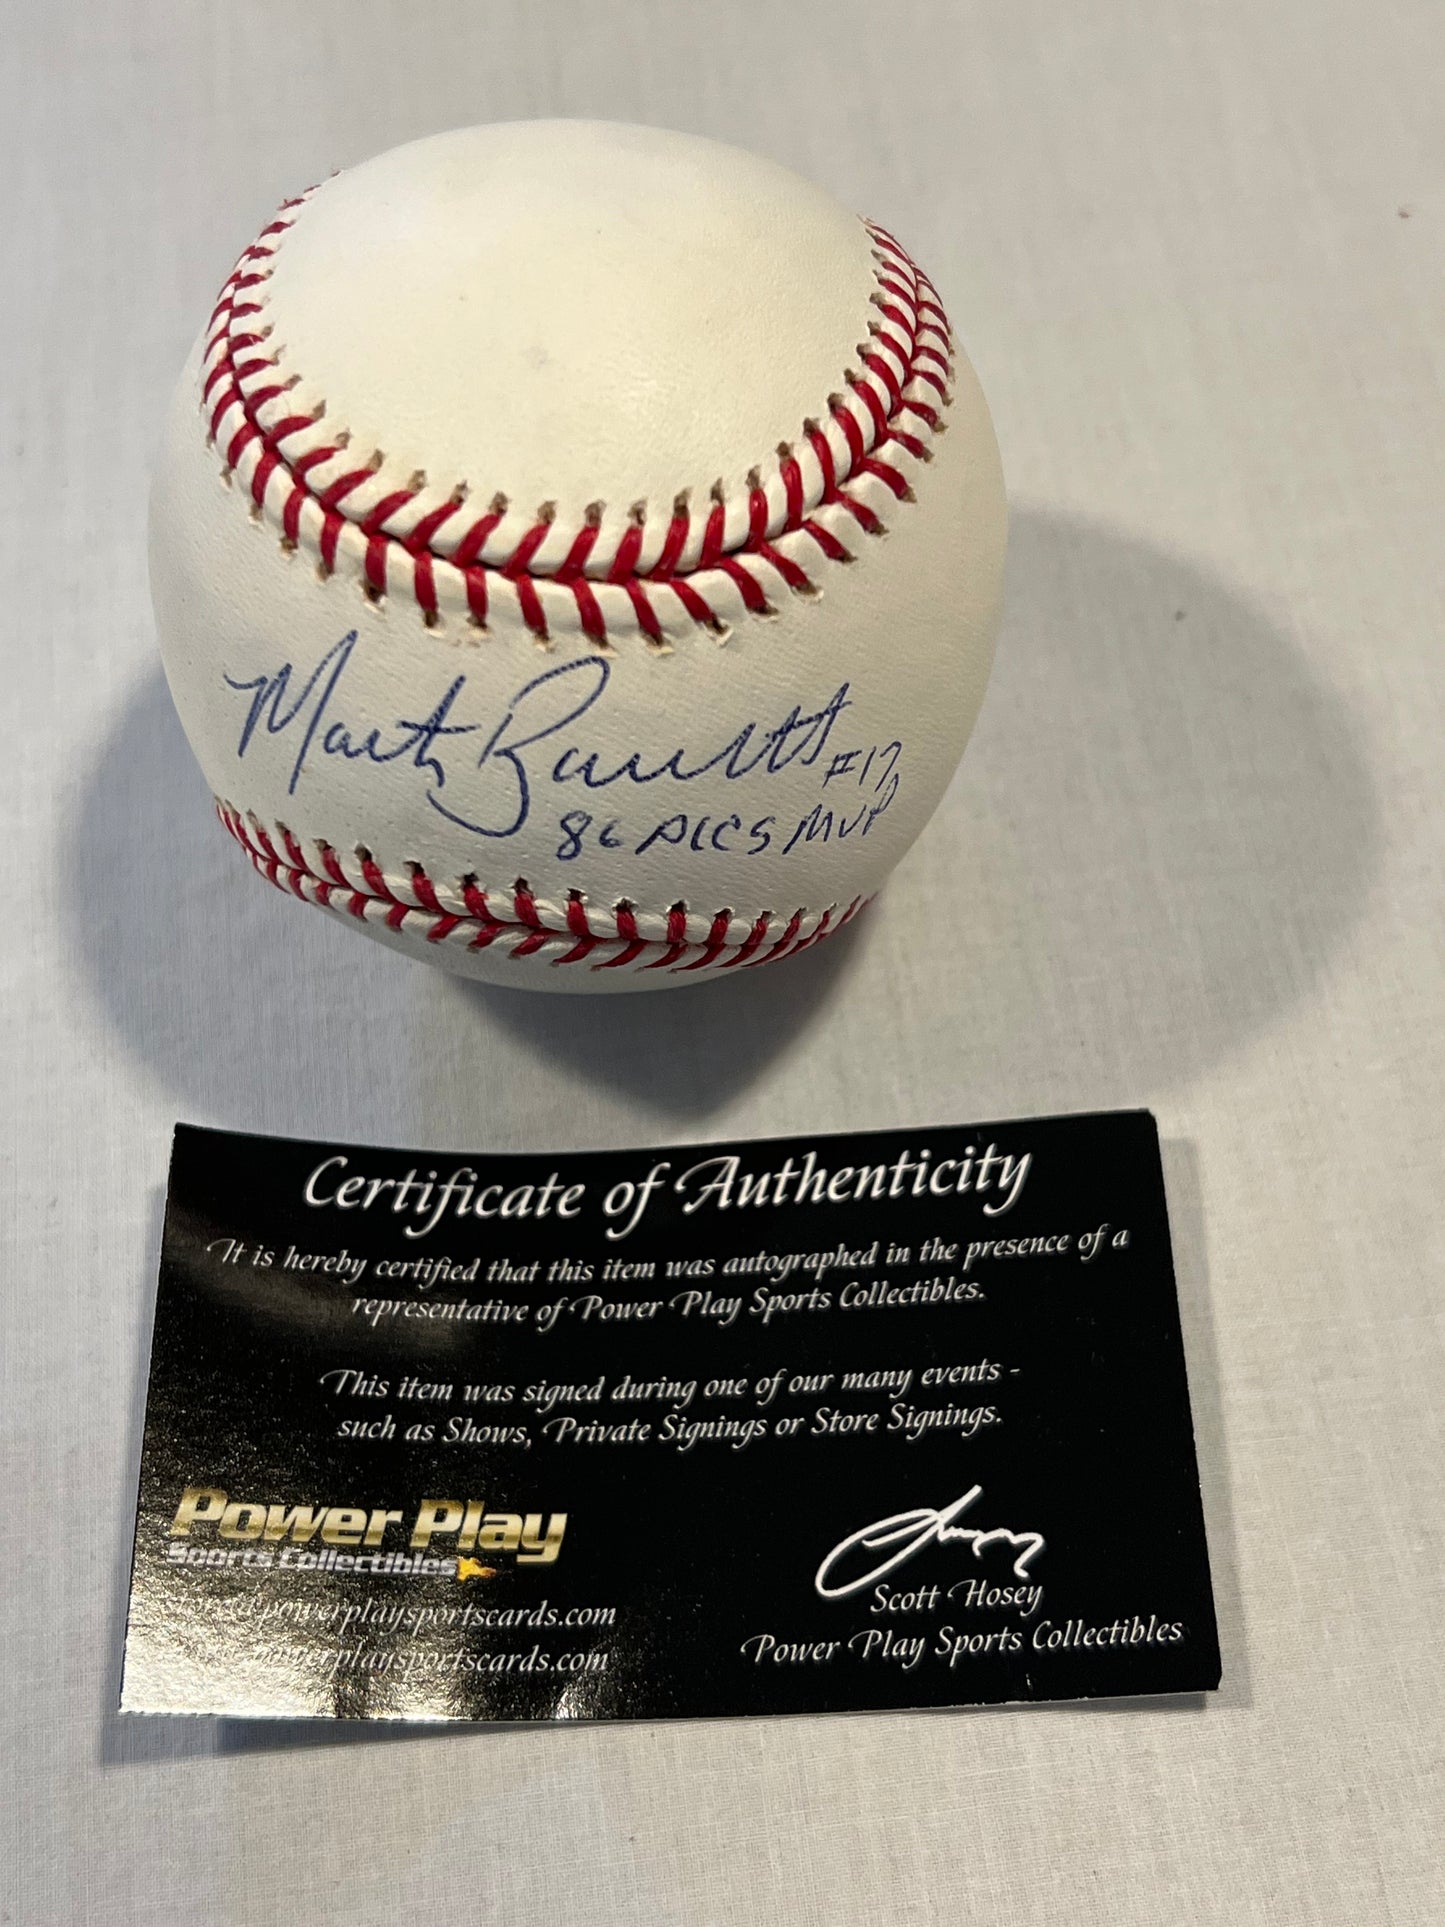 Marty Barrett #17
86 ALCS MVP
Certificate of Authenticity
It is hereby certified that this item was autographed in the presence of a
representative of Power Play Sports Collectibles.
This item was signed during one of our many events -
such as Shows, Private Signings or Store Signings.
Power Play
Sports Collectibles
powerplaysportscards.com
powerplaysportscards.com
Scott Hosey
Power Play Sports Collectibles